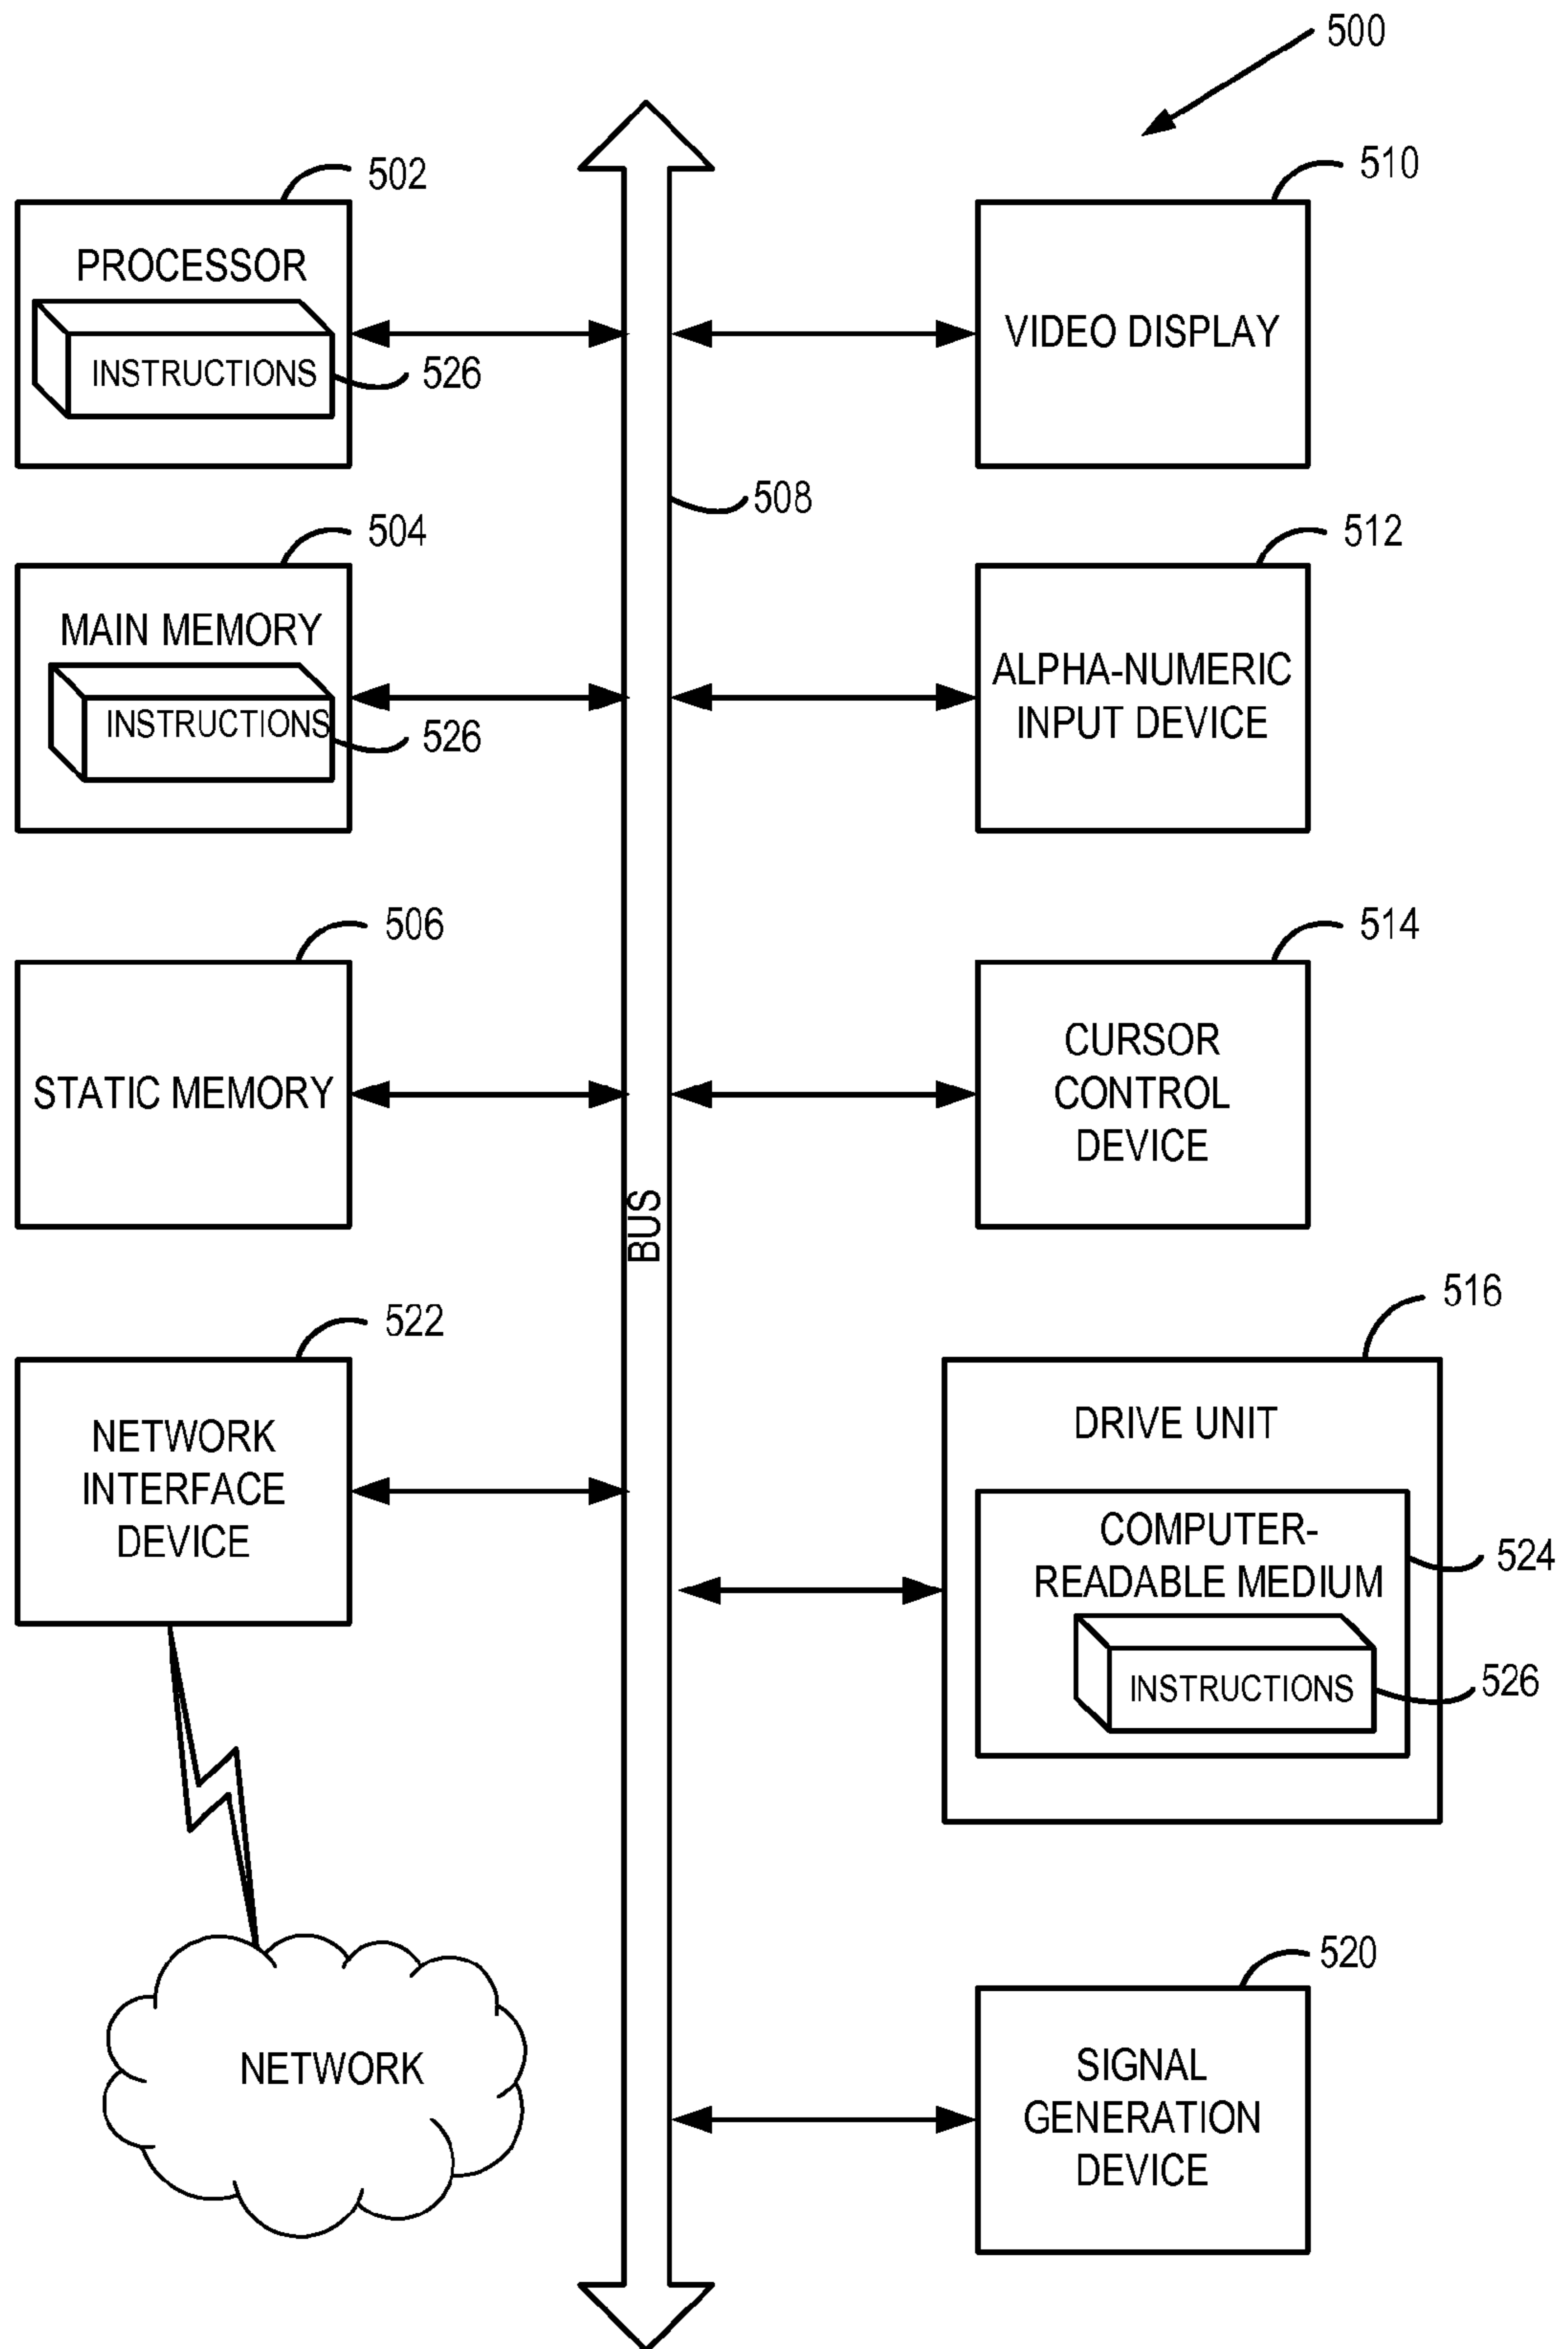 500
502
PROCESSOR
INSTRUCTIONS
526
510
VIDEO DISPLAY
508
504
MAIN MEMORY
INSTRUCTIONS
526
512
ALPHA-NUMERIC
INPUT DEVICE
506
STATIC MEMORY
514
CURSOR
CONTROL
DEVICE
BUS
522
NETWORK
INTERFACE
DEVICE
516
DRIVE UNIT
COMPUTER-
READABLE MEDIUM
524
INSTRUCTIONS
526
NETWORK
520
SIGNAL
GENERATION
DEVICE